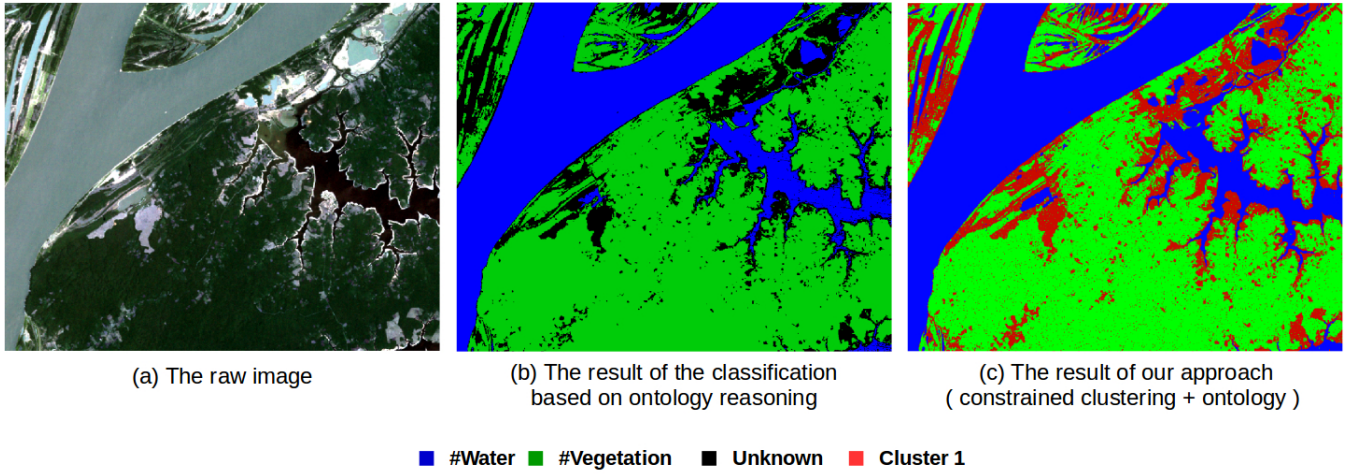 (a) The raw image
(b) The result of the classification
based on ontology reasoning
(c) The result of our approach
( constrained clustering + ontology )
#Water #Vegetation Unknown Cluster 1